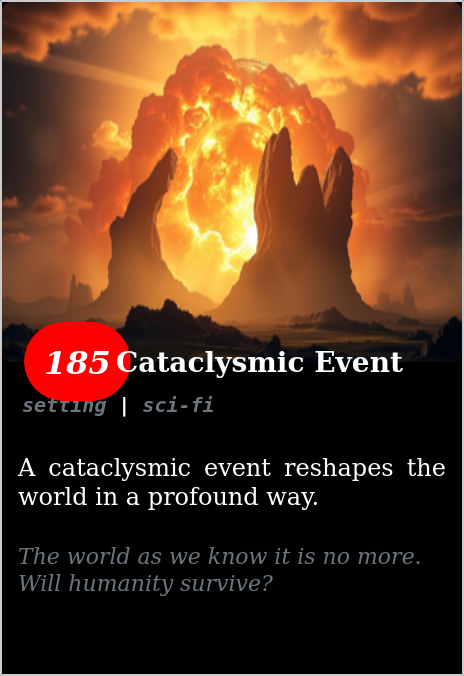 185 Cataclysmic Event
setting | sci-fi
A cataclysmic event reshapes the
world in a profound way.
The world as we know it is no more.
Will humanity survive?